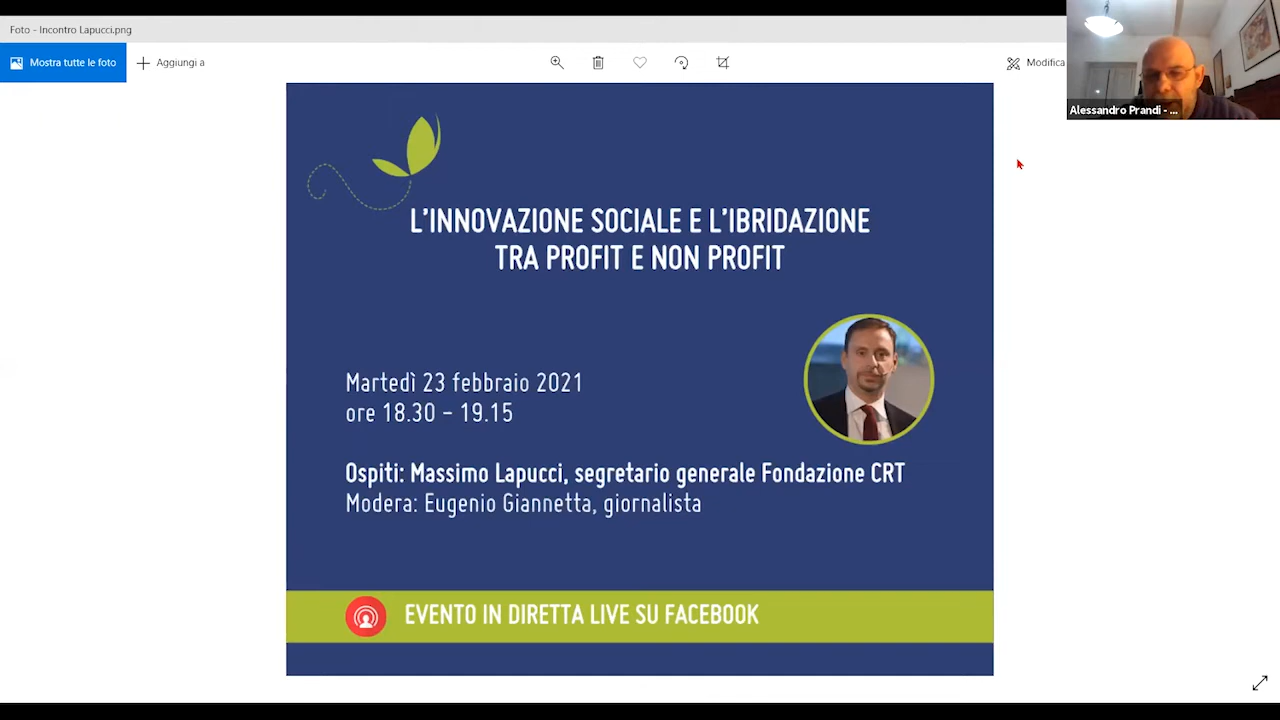 Foto - Incontro Lapucci.png
Mostra tutte le foto
Aggiungi a
Modifica
Alessandro Prandi - ...
L'INNOVAZIONE SOCIALE E L'IBRIDAZIONE
TRA PROFIT E NON PROFIT
Martedì 23 febbraio 2021
ore 18.30 - 19.15
Ospiti: Massimo Lapucci, segretario generale Fondazione CRT
Modera: Eugenio Giannetta, giornalista
EVENTO IN DIRETTA LIVE SU FACEBOOK